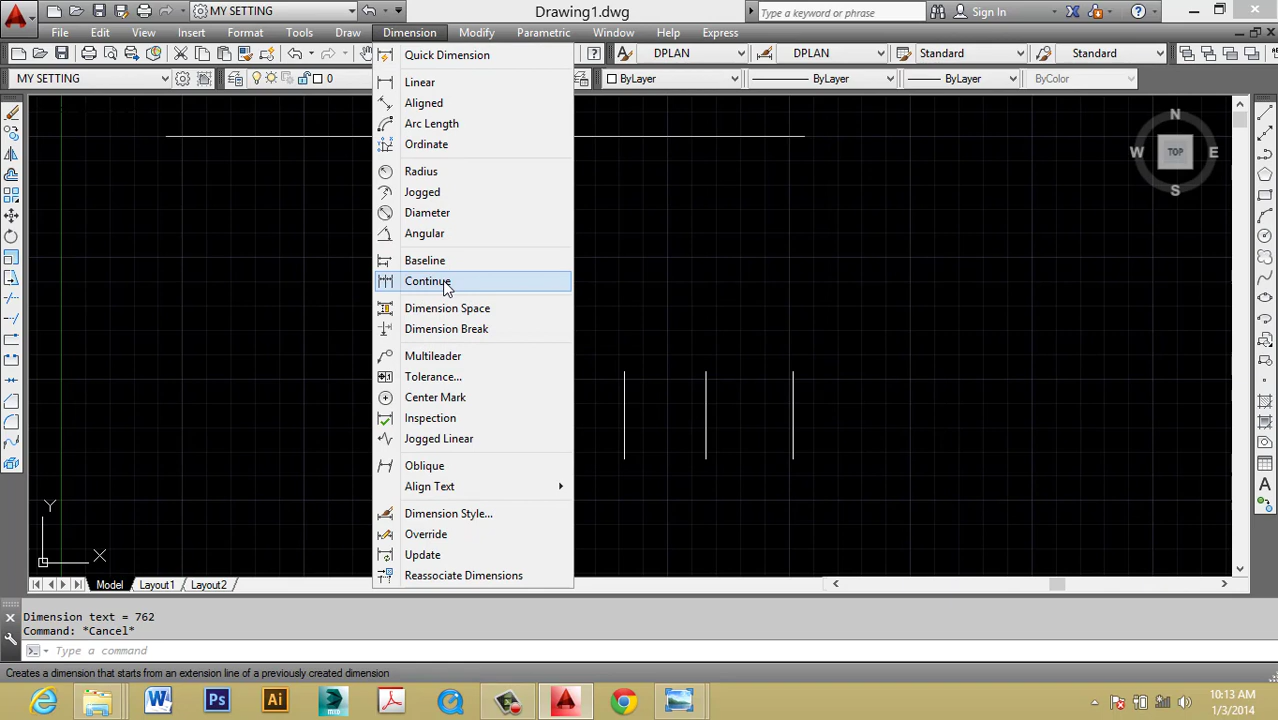 MY SETTING
Drawing1.dwg
Type a keyword or phrase
Sign In
File Edit View Insert Format Tools Draw Dimension Modify Parametric Window Help Express
DPLAN DPLAN Standard Standard
MY SETTING 0 ByLayer ByLayer ByLayer ByColor
Quick Dimension
Linear
Aligned
Arc Length
Ordinate
Radius
Jogged
Diameter
Angular
Baseline
Continue
Dimension Space
Dimension Break
Multileader
Tolerance...
Center Mark
Inspection
Jogged Linear
Oblique
Align Text
Dimension Style...
Override
Update
Reassociate Dimensions
N
W TOP E
S
Y
X
Model Layout1 Layout2
Dimension text = 762
Command: *Cancel*
Type a command
Creates a dimension that starts from an extension line of a previously created dimension
10:13 AM
1/3/2014